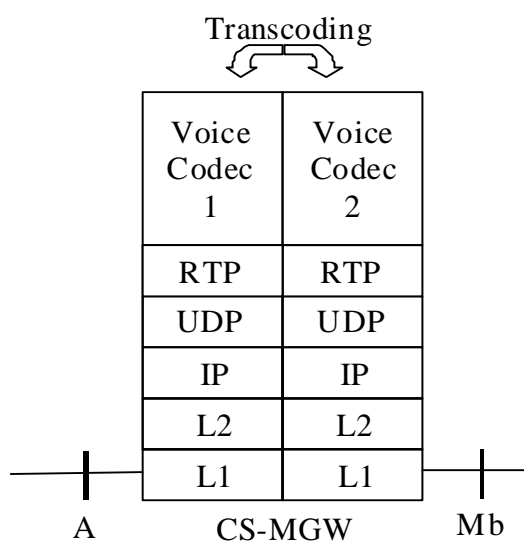 Transcoding
Voice Codec 1
Voice Codec 2
RTP RTP
UDP UDP
IP IP
L2 L2
L1 L1
A CS-MGW Mb